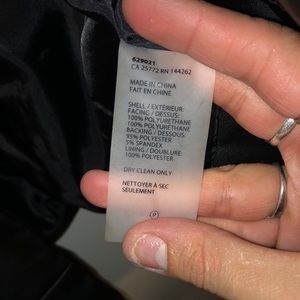 629021
CA 25772 RN 144262
MADE IN CHINA
FAIT EN CHINE
SHELL / EXTÉRIEUR:
FACING / DESSUS:
100% POLYURETHANE
100% POLYURETHANE
BACKING / DESSOUS:
95% POLYESTER
5% SPANDEX
LINING / DOUBLURE:
100% POLYESTER
DRY CLEAN ONLY
NETTOYER À SEC
SEULEMENT
P